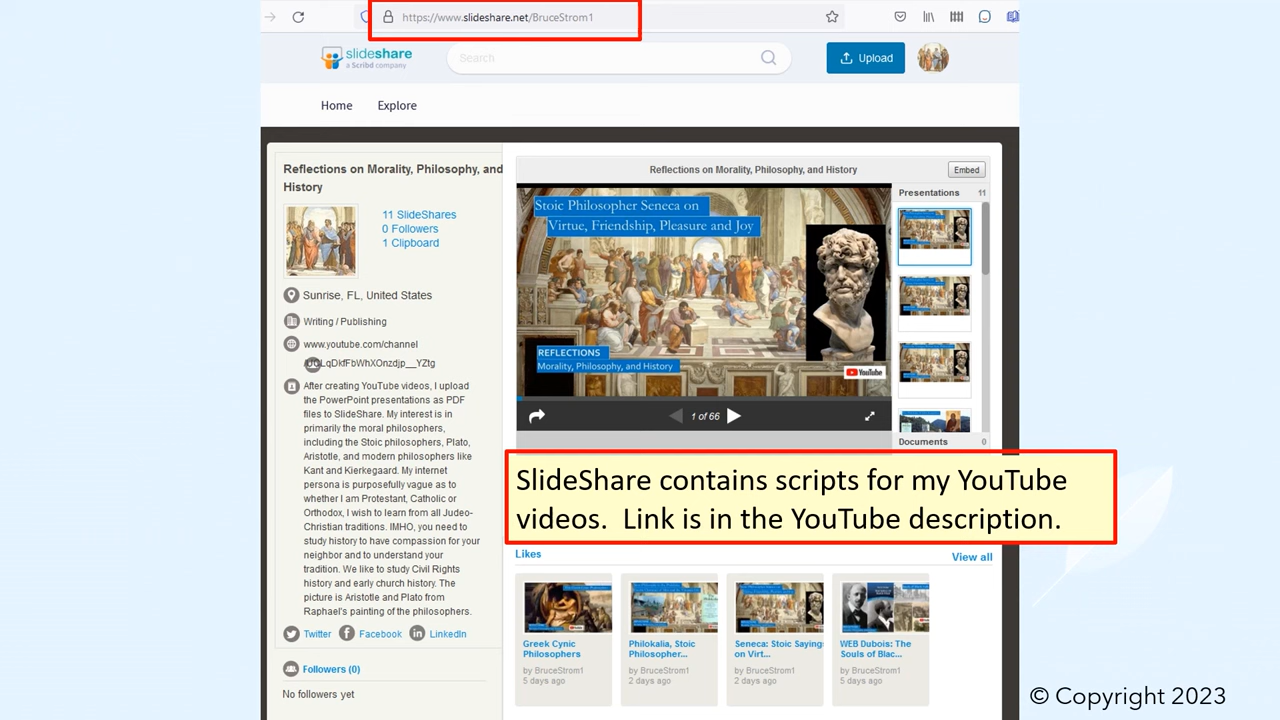 https://www.slideshare.net/BruceStrom1
slideshare
a Scribd company
Search
Upload
Home
Explore
Reflections on Morality, Philosophy, and
History
11 SlideShares
0 Followers
1 Clipboard
Sunrise, FL, United States
Writing / Publishing
www.youtube.com/channel
LqDkfFbWhXOnzdjp__YZtg
After creating YouTube videos, I upload
the PowerPoint presentations as PDF
files to SlideShare. My interest is in
primarily the moral philosophers,
including the Stoic philosophers, Plato,
Aristotle, and modern philosophers like
Kant and Kierkegaard. My internet
persona is purposefully vague as to
whether I am Protestant, Catholic or
Orthodox, I wish to learn from all Judeo-
Christian traditions. IMHO, you need to
study history to have compassion for your
neighbor and to understand your
tradition. We like to study Civil Rights
history and early church history. The
picture is Aristotle and Plato from
Raphael's painting of the philosophers.
Twitter
Facebook
LinkedIn
Followers (0)
No followers yet
Reflections on Morality, Philosophy, and History
Embed
Stoic Philosopher Seneca on
Virtue, Friendship, Pleasure and Joy
REFLECTIONS
Morality, Philosophy, and History
YouTube
1 of 66
Presentations 11
Documents 0
SlideShare contains scripts for my YouTube
videos. Link is in the YouTube description.
Likes
View all
Greek Cynic
Philosophers
by BruceStrom1
5 days ago
Philokalia, Stoic
Philosopher...
by BruceStrom1
2 days ago
Seneca: Stoic Sayings
on Virt...
by BruceStrom1
2 days ago
WEB Dubois: The
Souls of Blac...
by BruceStrom1
5 days ago
© Copyright 2023